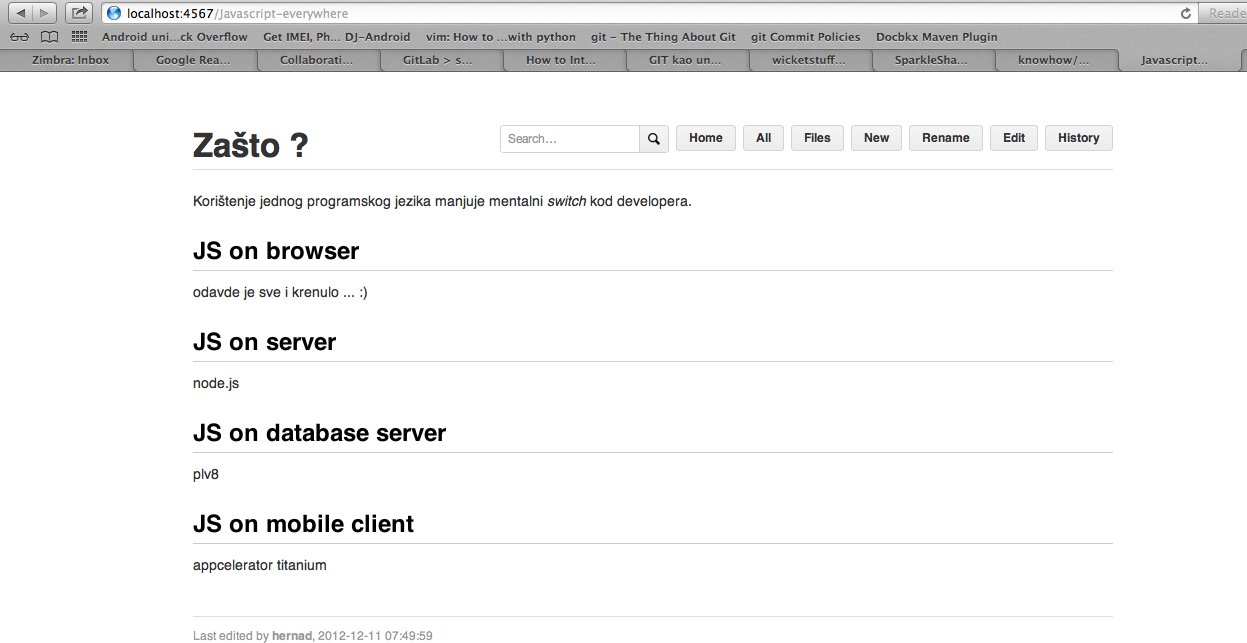 localhost:4567/Javascript-everywhere
Reade
Android uni...ck Overflow Get IMEI, Ph... DJ-Android vim: How to ...with python git – The Thing About Git git Commit Policies Docbkx Maven Plugin
Zimbra: Inbox Google Rea... Collaborati... GitLab > s... How to Int... GIT kao un... wicketstuff... SparkleSha... knowhow/... Javascript...
Zašto ?
Search... Home All Files New Rename Edit History
Korištenje jednog programskog jezika manjuje mentalni switch kod developera.
JS on browser
odavde je sve i krenulo ... :)
JS on server
node.js
JS on database server
plv8
JS on mobile client
appcelerator titanium
Last edited by hernad, 2012-12-11 07:49:59